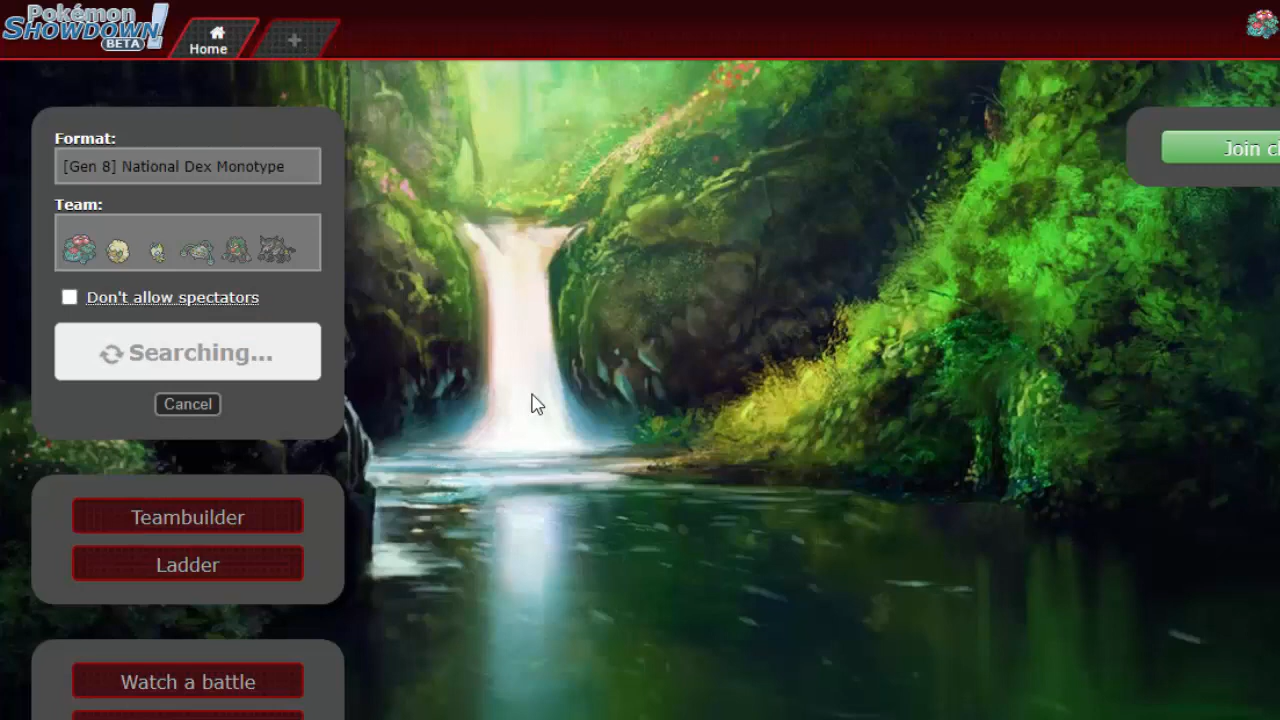 Pokémon
SHOWDOWN!
BETA
Home
Format:
[Gen 8] National Dex Monotype
Team:
Don't allow spectators
Searching...
Cancel
Teambuilder
Ladder
Watch a battle
Join